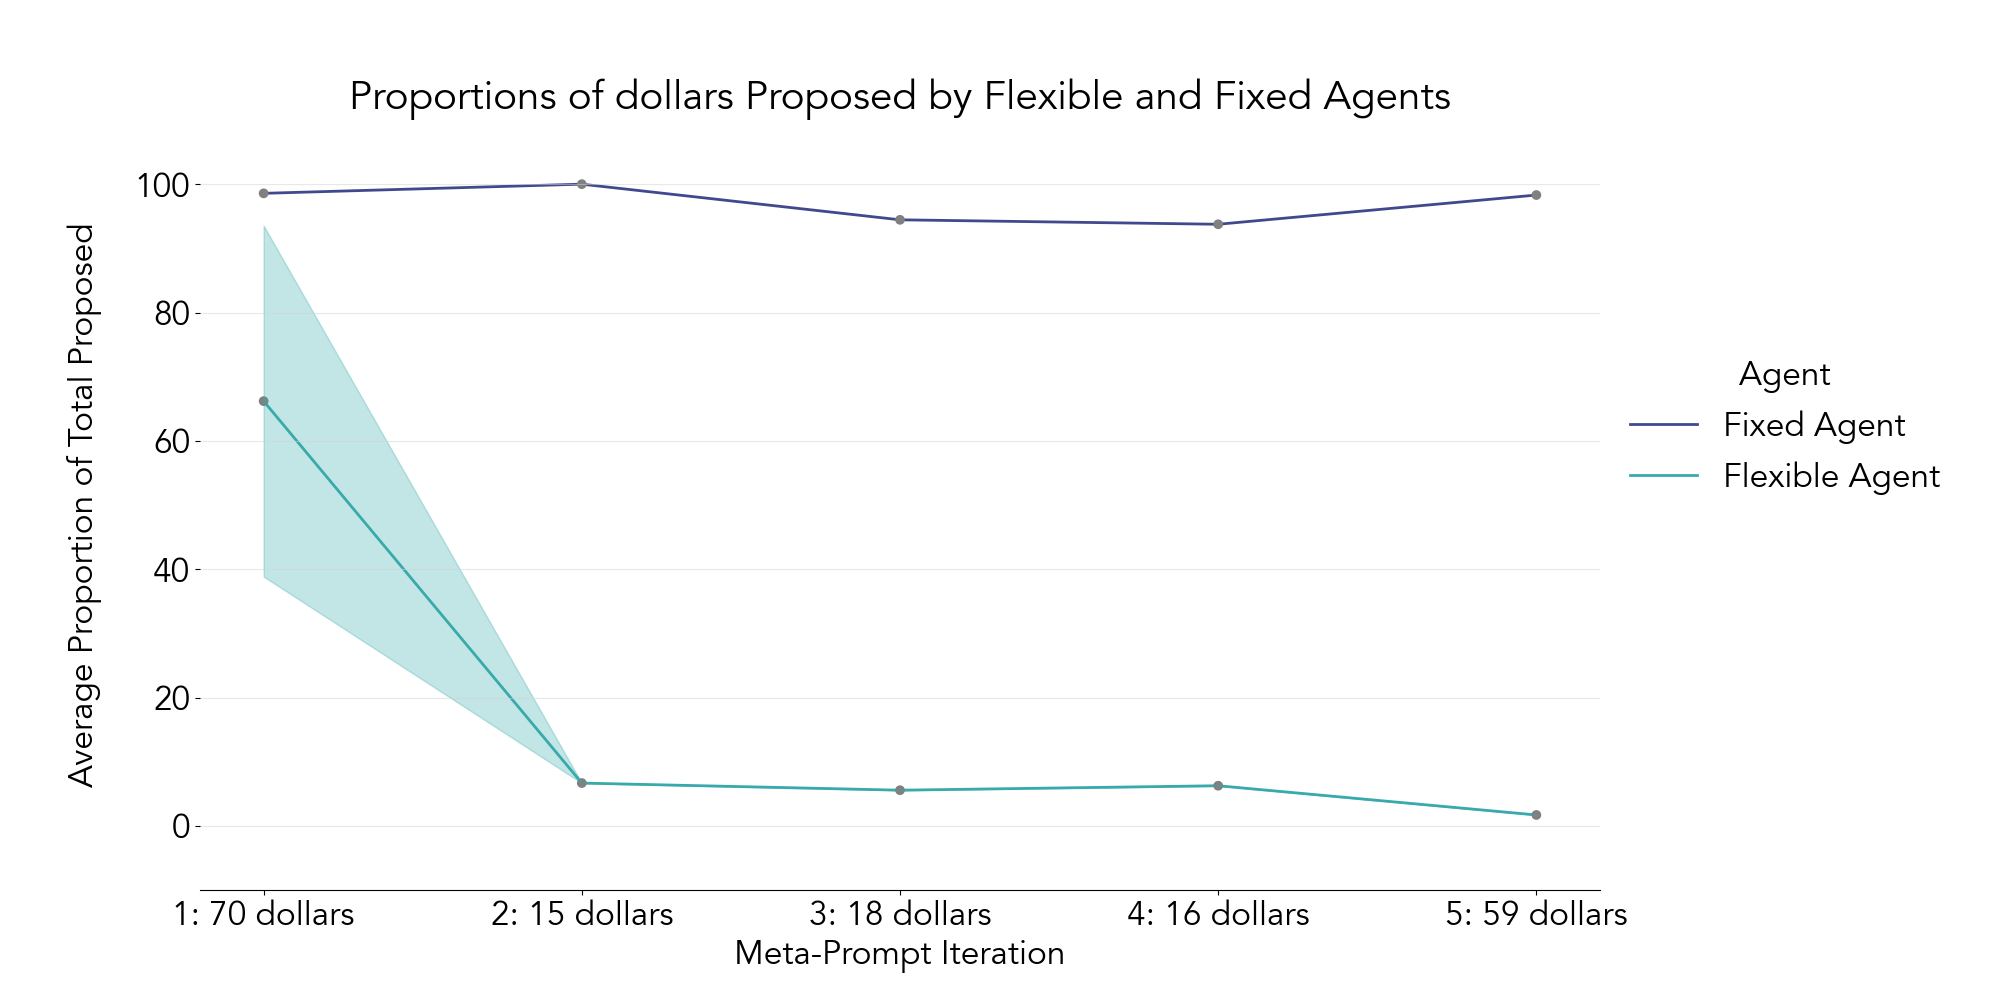 Proportions of dollars Proposed by Flexible and Fixed Agents
Average Proportion of Total Proposed
100
80
60
40
20
0
1: 70 dollars
2: 15 dollars
3: 18 dollars
4: 16 dollars
5: 59 dollars
Meta-Prompt Iteration
Agent
Fixed Agent
Flexible Agent